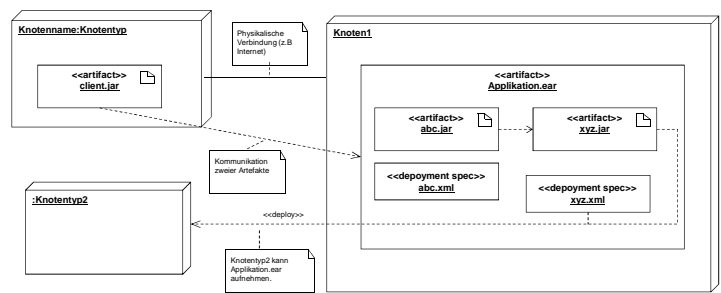 Knotenname:Knotentyp
<<artifact>>
client.jar
Physikalische
Verbindung (z.B
Internet)
Knoten1
<<artifact>>
Applikation.ear
<<artifact>>
abc.jar
<<artifact>>
xyz.jar
Kommunikation
zweier Artefakte
<<depoyment spec>>
abc.xml
<<depoyment spec>>
xyz.xml
:Knotentyp2
<<deploy>>
Knotentyp2 kann
Applikation.ear
aufnehmen.